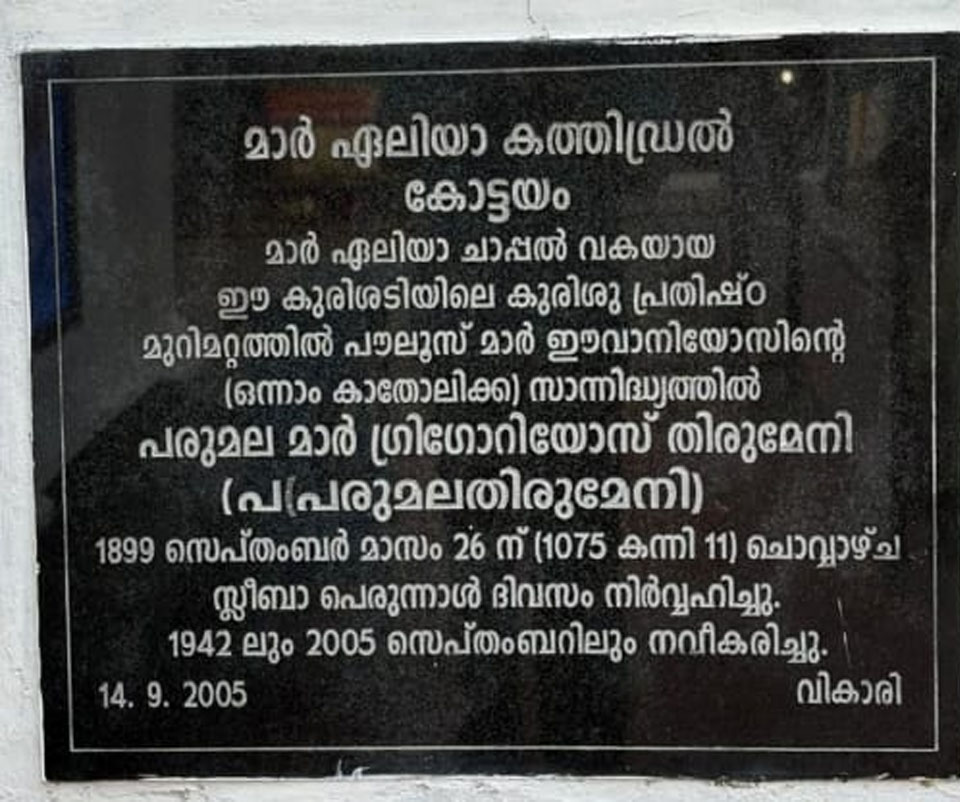 മാർ ഏലിയാ കത്തിഡ്രൽ
കോട്ടയം
മാർ ഏലിയാ ചാപ്പൽ വകയായ
ഈ കുരിശടിയിലെ കുരിശു പ്രതിഷ്ഠ
മുറിമറ്റത്തിൽ പൗലൂസ് മാർ ഈവാനിയോസിന്റെ
(ഒന്നാം കാതോലിക്ക) സാന്നിദ്ധ്യത്തിൽ
പരുമല മാർ ഗ്രിഗോറിയോസ് തിരുമേനി
(പ(പരുമലതിരുമേനി)
1899 സെപ്തംബർ മാസം 26 ന് (1075 കന്നി 11) ചൊവ്വാഴ്ച
സ്ലീബാ പെരുന്നാൾ ദിവസം നിർവ്വഹിച്ചു.
1942 ലും 2005 സെപ്തംബറിലും നവീകരിച്ചു.
14. 9. 2005 വികാരി